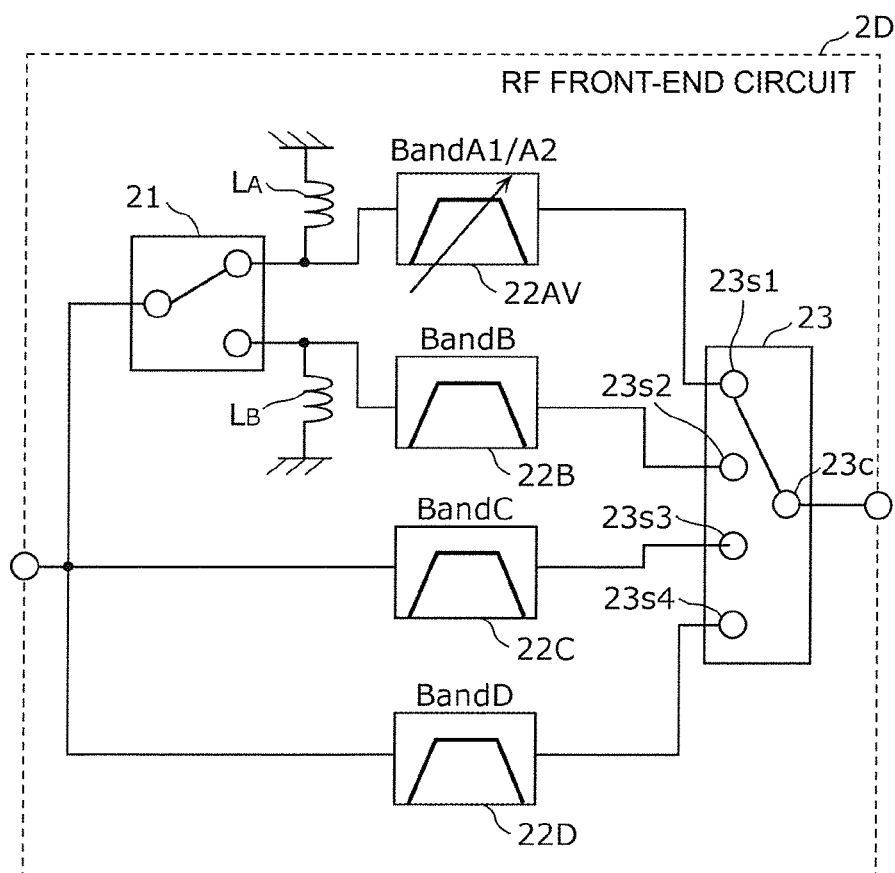 2D
RF FRONT-END CIRCUIT
BandA1/A2
LA
21
22AV
23s1
23
BandB
23s2
LB
22B
23c
BandC
23s3
23s4
22C
BandD
22D